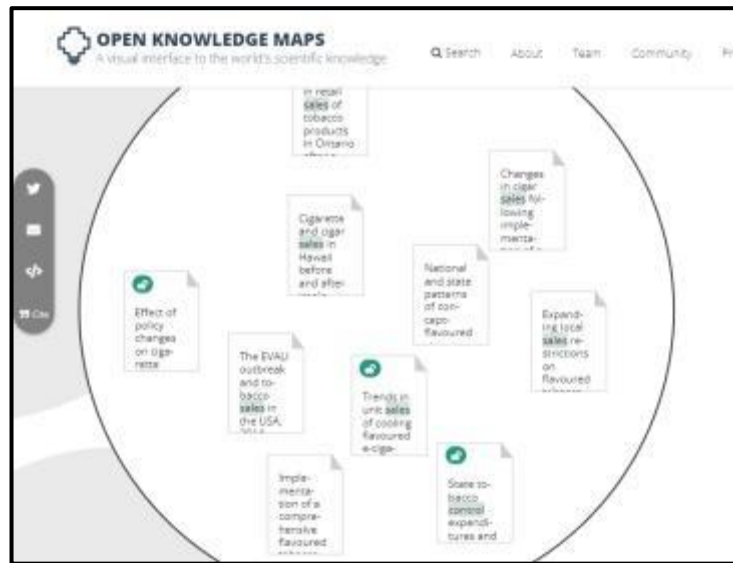 OPEN KNOWLEDGE MAPS
A visual interface to the world's scientific knowledge
Search About Team Community
in retail
sales of
tobacco
products
in Ontario
Changes
in cigar
sales fol-
lowing
imple-
menta-
Cigarette
and cigar
sales in
Hawaii
before
and after
National
and state
patterns
of con-
cept-
flavoured
Effect of
policy
changes
on ciga-
rette
Cite
Expand-
ing local
sales re-
strictions
on
flavoured
The EVALI
outbreak
and to-
bacco
sales in
the USA,
Trends in
unit sales
of cooling
flavoured
e-ciga-
Imple-
menta-
tion of a
compre-
hensive
flavoured
State to-
bacco
control
expendi-
tures and